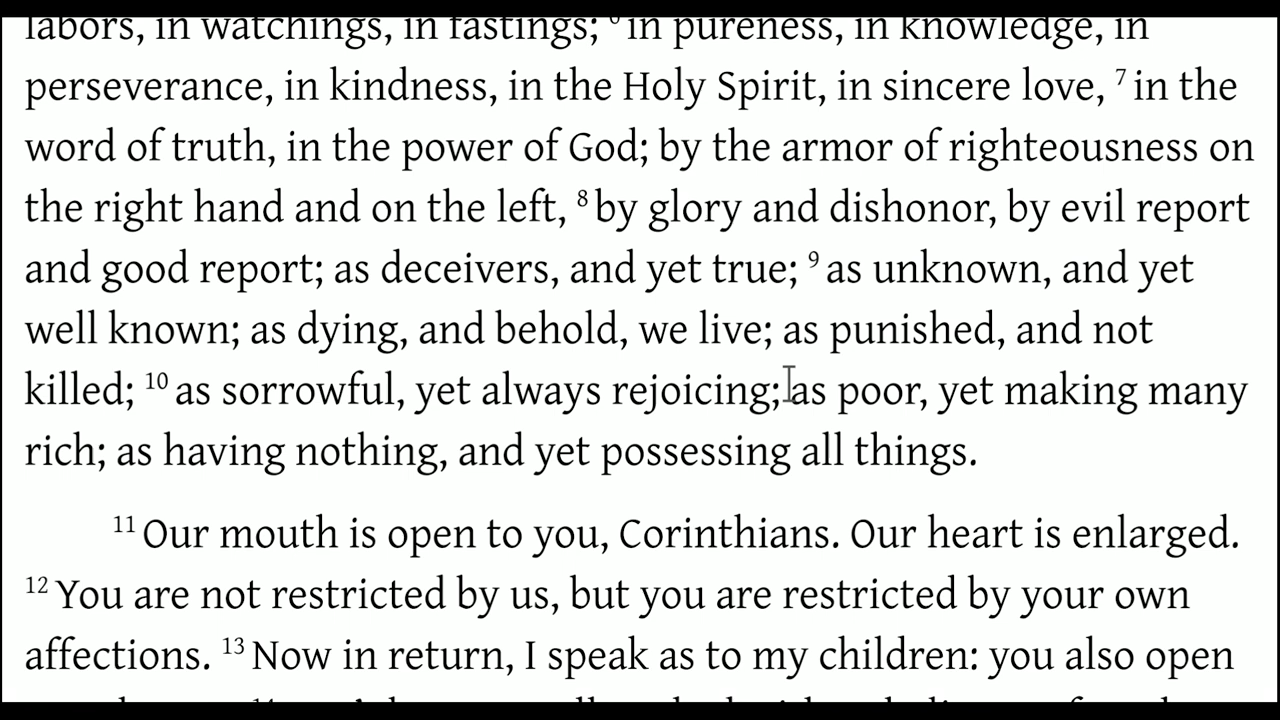 labors, in watchings, in fastings; 6 in pureness, in knowledge, in
perseverance, in kindness, in the Holy Spirit, in sincere love, 7 in the
word of truth, in the power of God; by the armor of righteousness on
the right hand and on the left, 8 by glory and dishonor, by evil report
and good report; as deceivers, and yet true; 9 as unknown, and yet
well known; as dying, and behold, we live; as punished, and not
killed; 10 as sorrowful, yet always rejoicing; as poor, yet making many
rich; as having nothing, and yet possessing all things.
11 Our mouth is open to you, Corinthians. Our heart is enlarged.
12 You are not restricted by us, but you are restricted by your own
affections. 13 Now in return, I speak as to my children: you also open